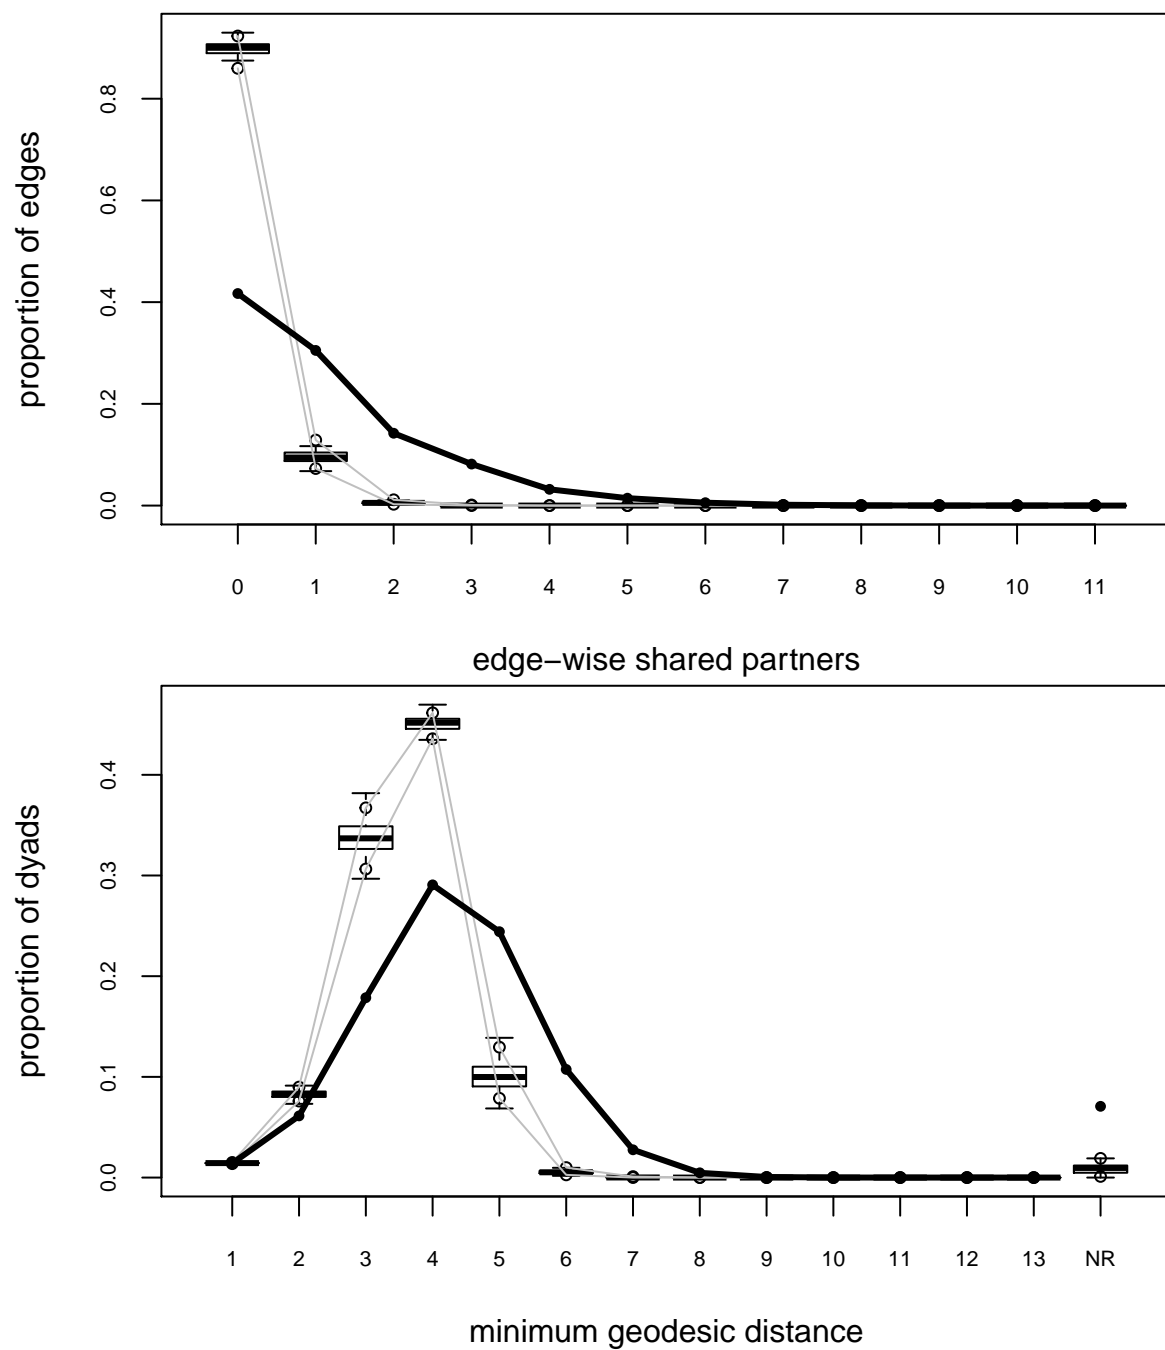 proportion of edges
0.8
0.6
0.4
0.2
0.0
0 1 2 3 4 5 6 7 8 9 10 11
edge−wise shared partners
proportion of dyads
0.4
0.3
0.2
0.1
0.0
1 2 3 4 5 6 7 8 9 10 11 12 13 NR
minimum geodesic distance